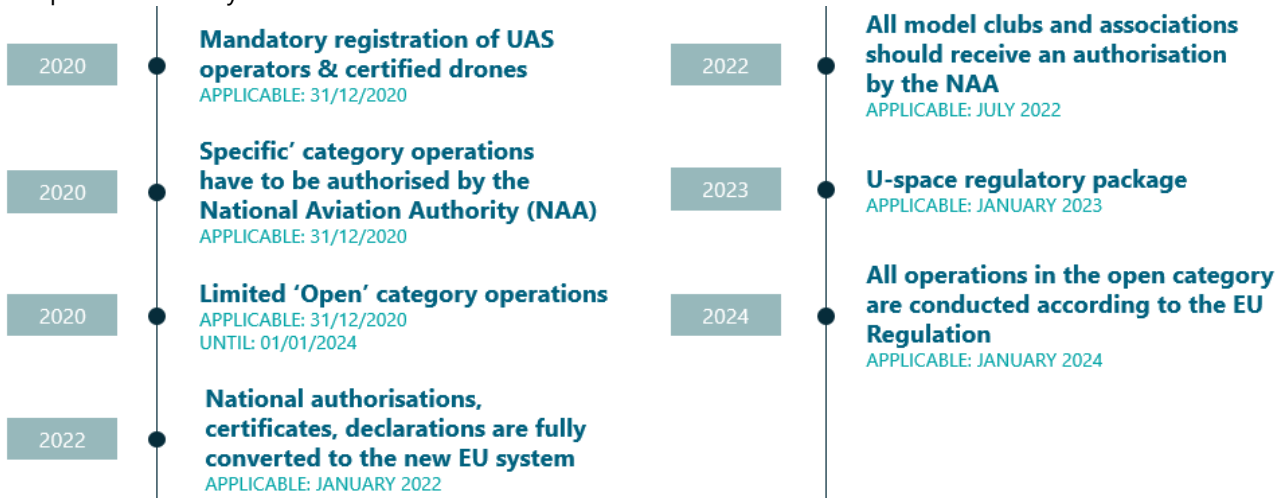 2020
Mandatory registration of UAS
operators & certified drones
APPLICABLE: 31/12/2020
2020
Specific’ category operations
have to be authorised by the
National Aviation Authority (NAA)
APPLICABLE: 31/12/2020
2020
Limited ‘Open’ category operations
APPLICABLE: 31/12/2020
UNTIL: 01/01/2024
2022
National authorisations,
certificates, declarations are fully
converted to the new EU system
APPLICABLE: JANUARY 2022
2022
All model clubs and associations
should receive an authorisation
by the NAA
APPLICABLE: JULY 2022
2023
U-space regulatory package
APPLICABLE: JANUARY 2023
2024
All operations in the open category
are conducted according to the EU
Regulation
APPLICABLE: JANUARY 2024